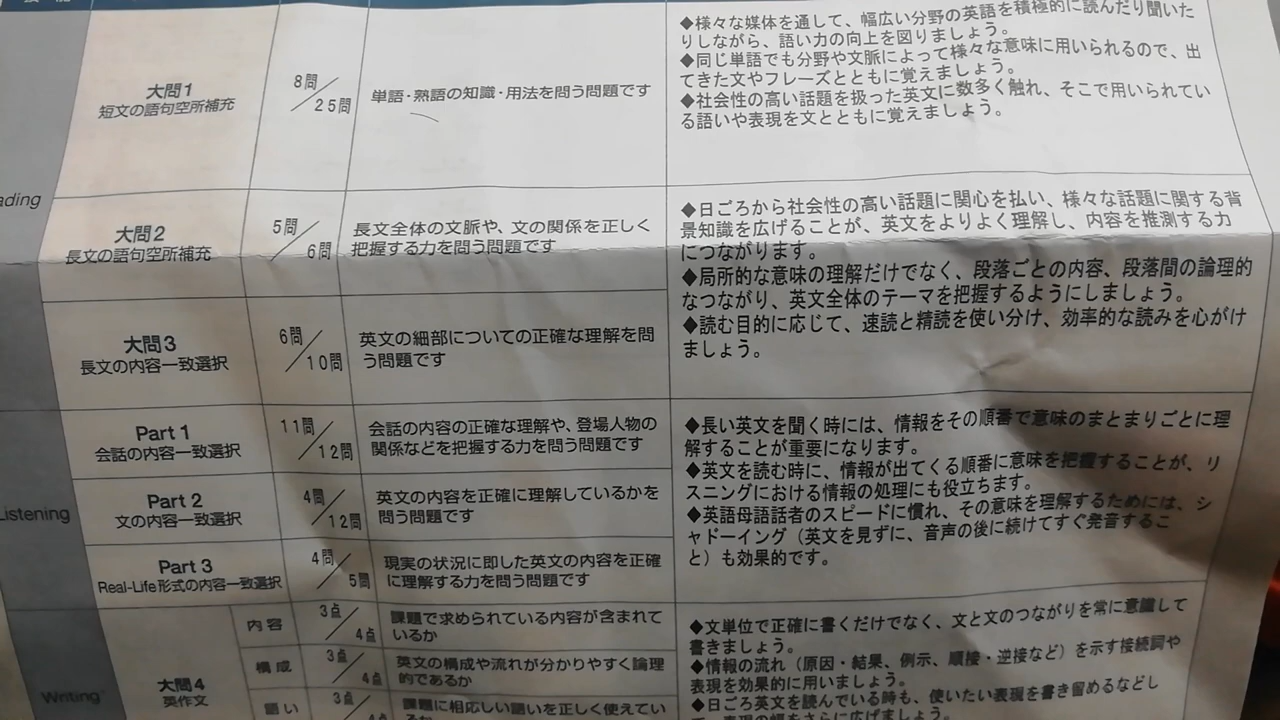 ading
大問1
短文の語句空所補充
8問／25問
単語・熟語の知識・用法を問う問題です
◆様々な媒体を通して、幅広い分野の英語を積極的に読んだり聞いた
りしながら、語い力の向上を図りましょう。
◆同じ単語でも分野や文脈によって様々な意味に用いられるので、出
てきた文やフレーズとともに覚えましょう。
◆社会性の高い話題を扱った英文に数多く触れ、そこで用いられてい
る語いや表現を文とともに覚えましょう。
大問2
長文の語句空所補充
5問／6問
長文全体の文脈や、文の関係を正しく
把握する力を問う問題です
大問3
長文の内容一致選択
6問／10問
英文の細部についての正確な理解を問
う問題です
◆日ごろから社会性の高い話題に関心を払い、様々な話題に関する背
景知識を広げることが、英文をよりよく理解し、内容を推測する力
につながります。
◆局所的な意味の理解だけでなく、段落ごとの内容、段落間の論理的
なつながり、英文全体のテーマを把握するようにしましょう。
◆読む目的に応じて、速読と精読を使い分け、効率的な読みを心がけ
ましょう。
Listening
Part 1
会話の内容一致選択
11問／12問
会話の内容の正確な理解や、登場人物の
関係などを把握する力を問う問題です
Part 2
文の内容一致選択
4問／12問
英文の内容を正確に理解しているかを
問う問題です
Part 3
Real-Life形式の内容一致選択
4問／5問
現実の状況に即した英文の内容を正確
に理解する力を問う問題です
◆長い英文を聞く時には、情報をその順番で意味のまとまりごとに理
解することが重要になります。
◆英文を読む時に、情報が出てくる順番に意味を把握することが、リ
スニングにおける情報の処理にも役立ちます。
◆英語母語話者のスピードに慣れ、その意味を理解するためには、シ
ャドーイング（英文を見ずに、音声の後に続けてすぐ発音するこ
と）も効果的です。
Writing
大問4
英作文
内容
3点／4点
課題で求められている内容が含まれて
いるか
構成
3点／4点
英文の構成や流れが分かりやすく論理
的であるか
語い
3点／4点
課題に相応しい語いを正しく使えてい
るか
◆文単位で正確に書くだけでなく、文と文のつながりを常に意識して
書きましょう。
◆情報の流れ（原因・結果、例示、順接・逆接など）を示す接続詞や
表現を効果的に用いましょう。
◆日ごろ英文を読んでいる時も、使いたい表現を書き留めるなどし
て、表現の幅をさらに広げましょう。